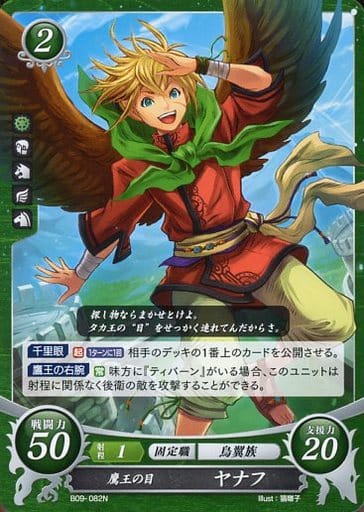 2
探し物ならまかせとけよ。
タカ王の“目”をせっかく連れてんだからさ。
千里眼 起 1ターンに1回 相手のデッキの1番上のカードを公開させる。
鷹王の右腕 常 味方に『ティバーン』がいる場合、このユニットは
射程に関係なく後衛の敵を攻撃することができる。
戦闘力
50
射程 1
固定職
鳥翼族
支援力
20
鷹王の目 ヤナフ
B09-082N
Illust:猫囃子